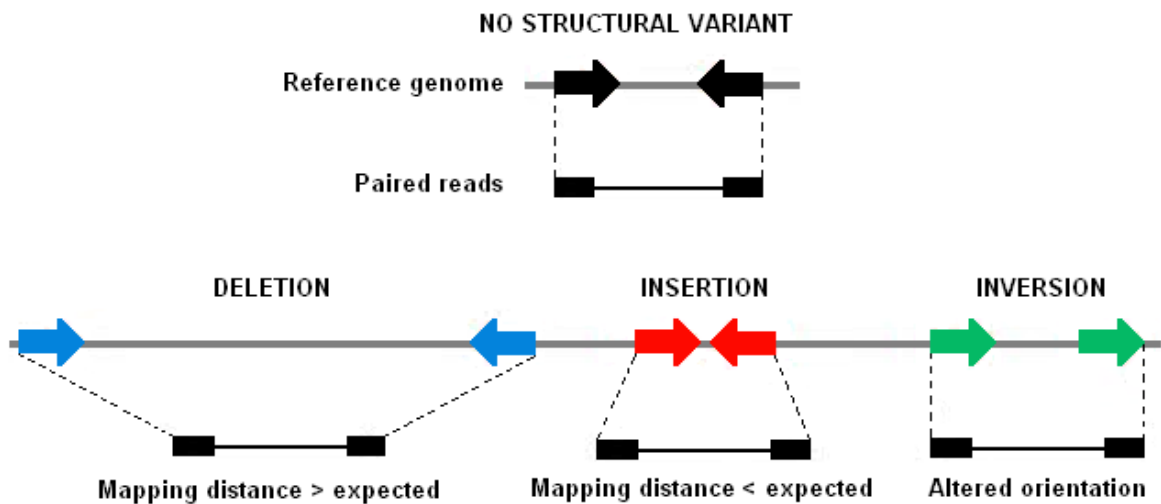 NO STRUCTURAL VARIANT
Reference genome
Paired reads
DELETION
INSERTION
INVERSION
Mapping distance > expected
Mapping distance < expected
Altered orientation